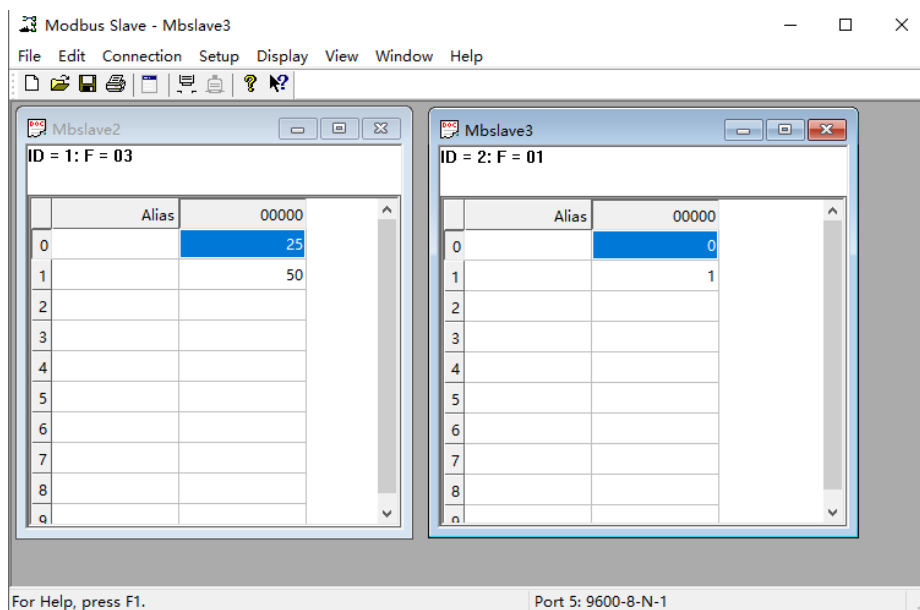 Modbus Slave - Mbslave3
File Edit Connection Setup Display View Window Help
Mbslave2
ID = 1: F = 03
Alias 00000
0 25
1 50
2
3
4
5
6
7
8
9
Mbslave3
ID = 2: F = 01
Alias 00000
0 0
1 1
2
3
4
5
6
7
8
9
For Help, press F1.
Port 5: 9600-8-N-1